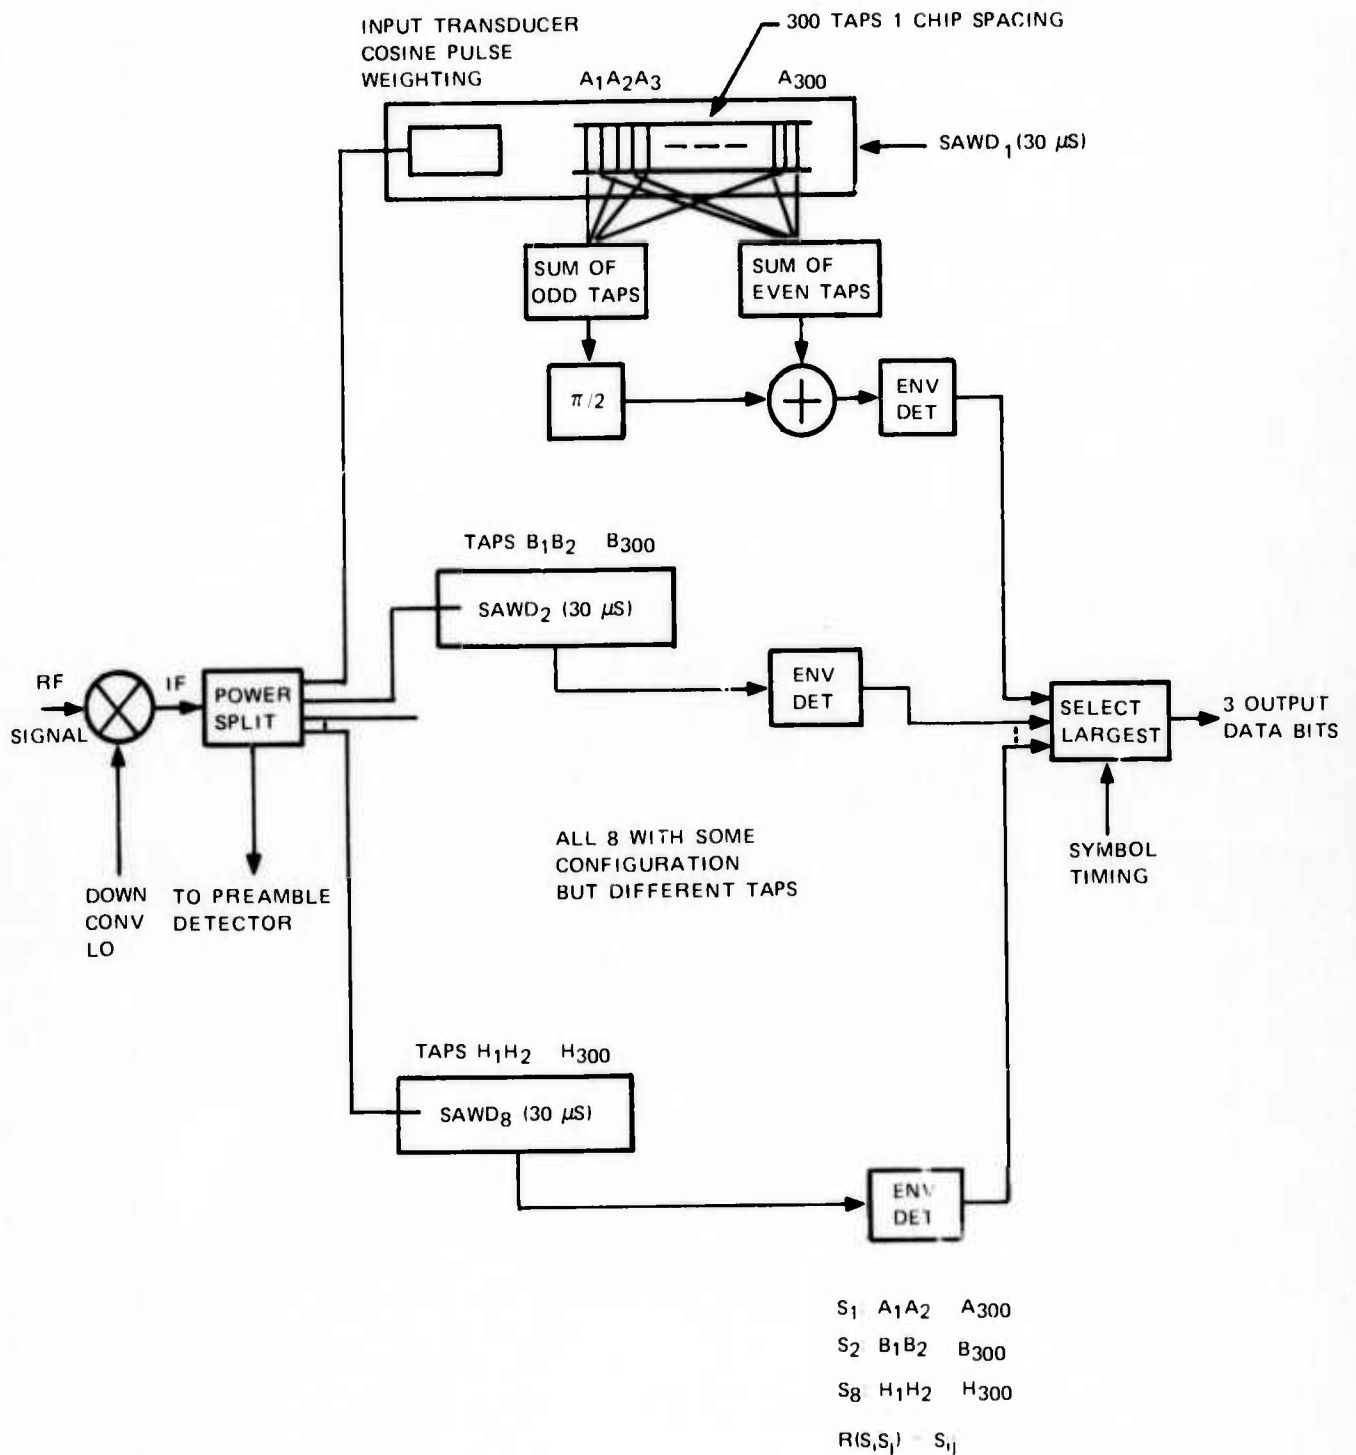 INPUT TRANSDUCER
COSINE PULSE
WEIGHTING
300 TAPS 1 CHIP SPACING
A1A2A3 A300
SAWD1 (30 μS)
SUM OF
ODD TAPS
SUM OF
EVEN TAPS
π/2
ENV
DET
TAPS B1B2 B300
SAWD2 (30 μS)
ENV
DET
RF
SIGNAL
IF
POWER
SPLIT
SELECT
LARGEST
3 OUTPUT
DATA BITS
ALL 8 WITH SOME
CONFIGURATION
BUT DIFFERENT TAPS
SYMBOL
TIMING
DOWN
CONV
LO
TO PREAMBLE
DETECTOR
TAPS H1H2 H300
SAWD8 (30 μS)
ENV
DET
S1 A1A2 A300
S2 B1B2 B300
S8 H1H2 H300
R(SiSj) Sij